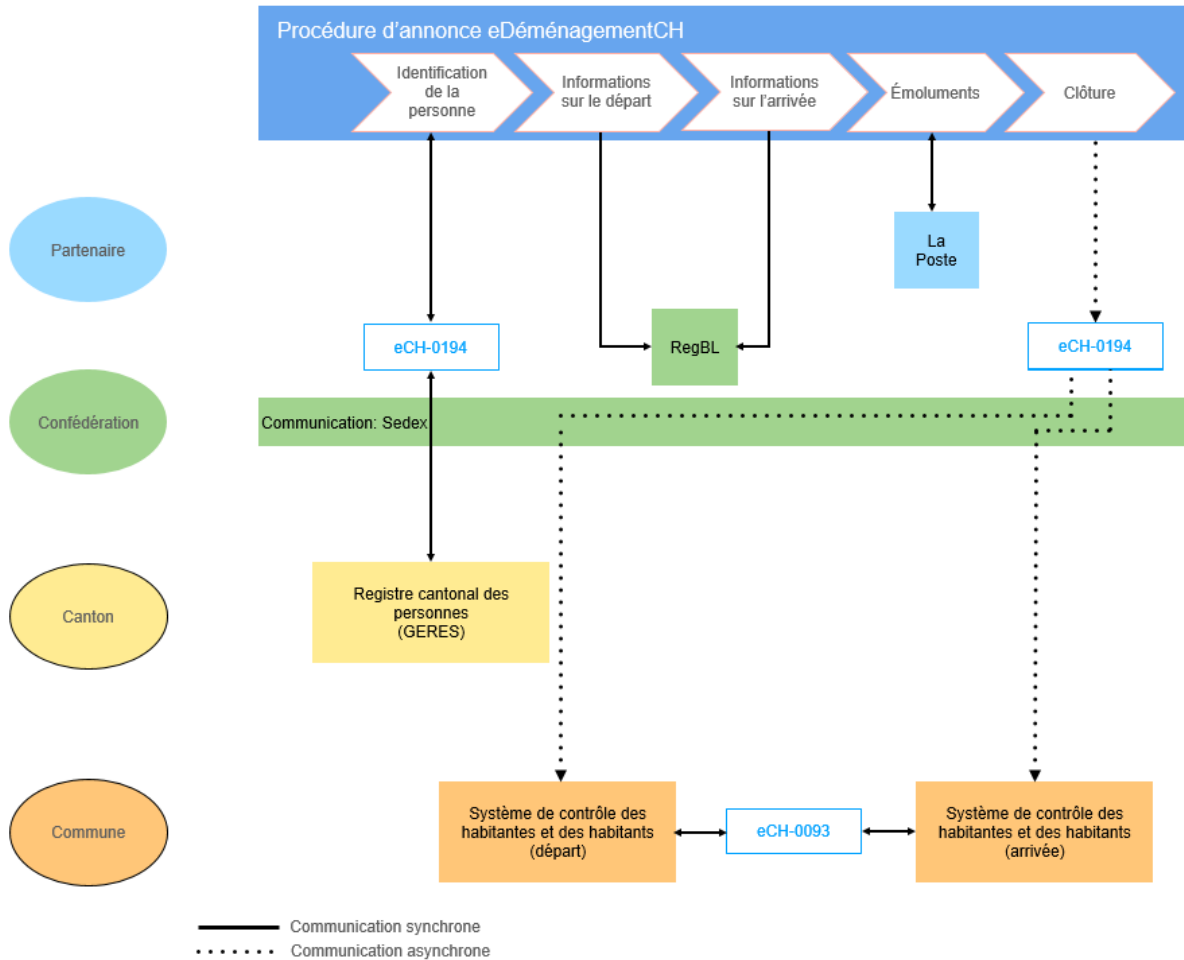 Procédure d’annonce eDéménagementCH
Identification
de la
personne
Informations
sur le départ
Informations
sur l’arrivée
Émoluments
Clôture
Partenaire
La
Poste
eCH-0194
RegBL
eCH-0194
Confédération
Communication: Sedex
Canton
Registre cantonal des
personnes
(GERES)
Commune
Système de contrôle des
habitantes et des habitants
(départ)
eCH-0093
Système de contrôle des
habitantes et des habitants
(arrivée)
Communication synchrone
Communication asynchrone